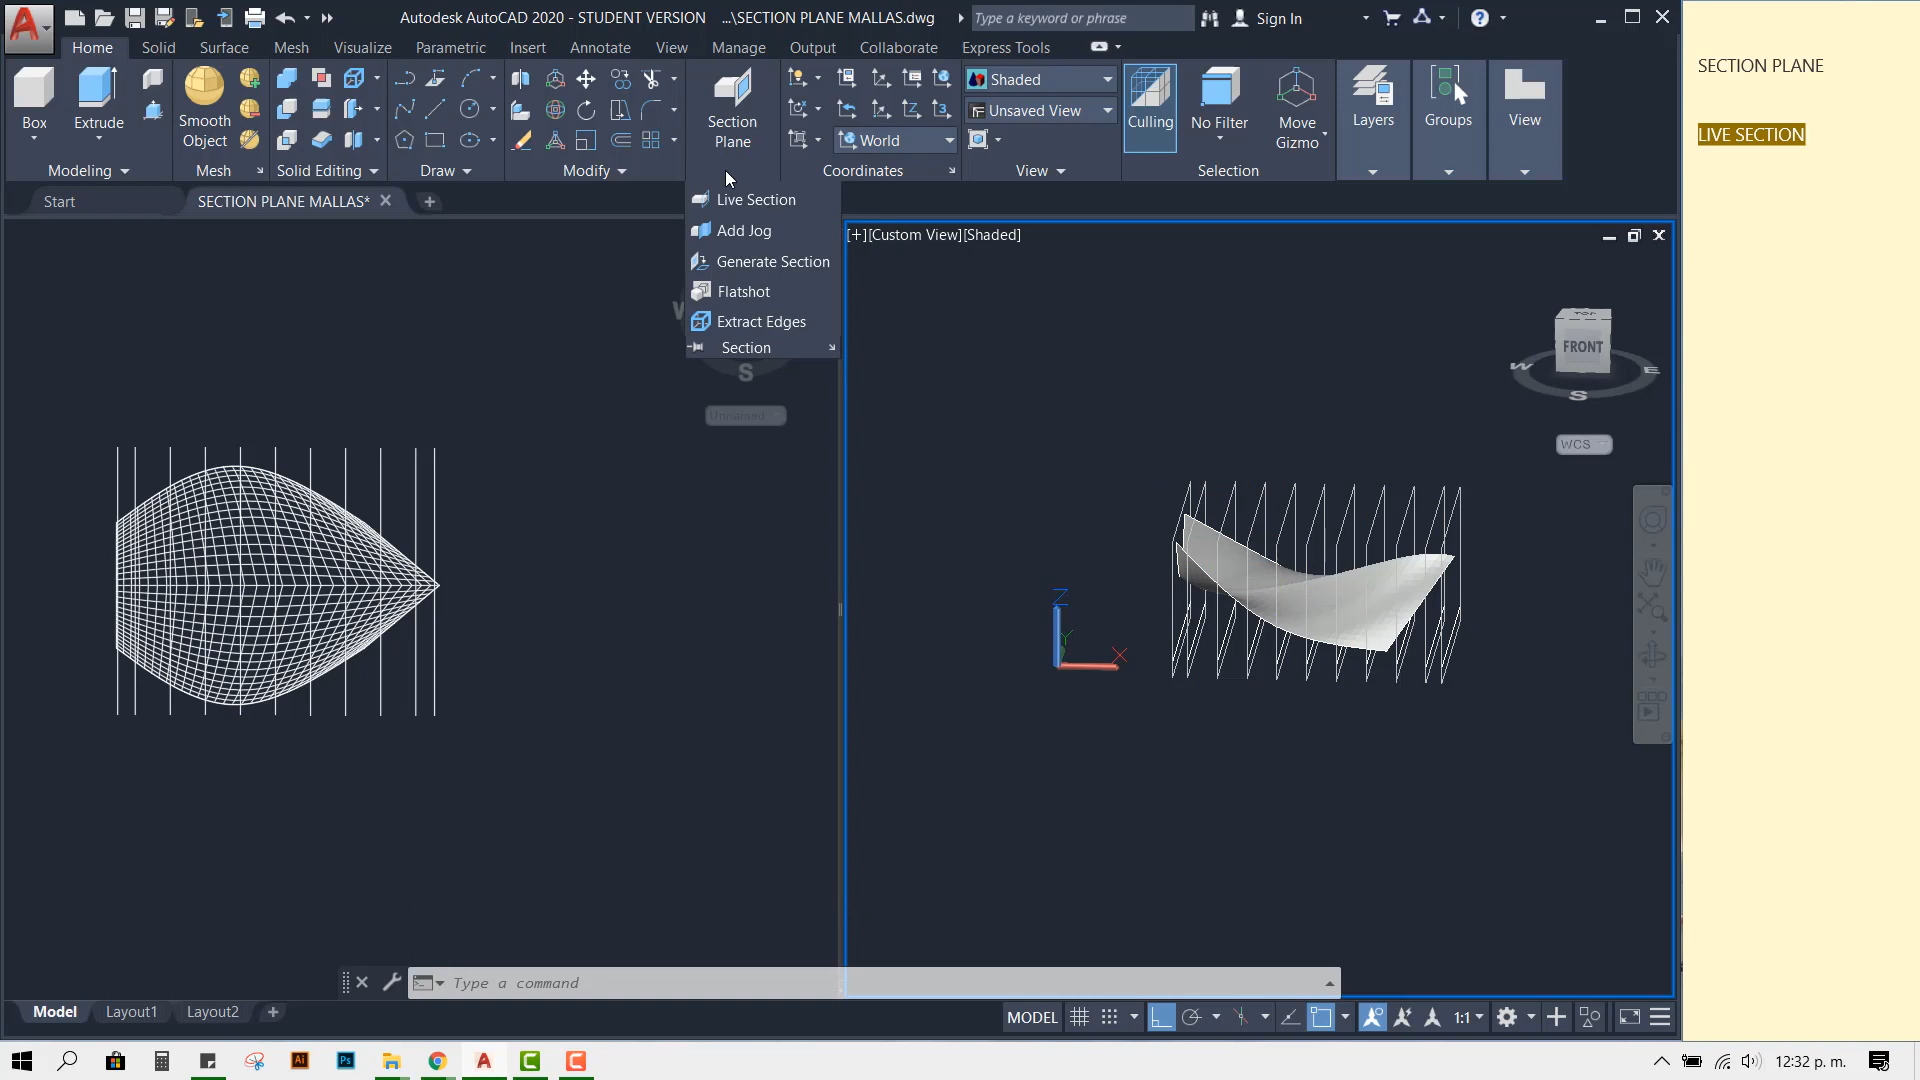 Autodesk AutoCAD 2020 - STUDENT VERSION ...\SECTION PLANE MALLAS.dwg
Type a keyword or phrase
Sign In
Home Solid Surface Mesh Visualize Parametric Insert Annotate View Manage Output Collaborate Express Tools
Box
Extrude
Smooth
Object
Section
Plane
World
Shaded
Unsaved View
Culling
No Filter
Move
Gizmo
Layers
Groups
View
Modeling
Mesh
Solid Editing
Draw
Modify
Coordinates
View
Selection
Start
SECTION PLANE MALLAS*
Live Section
Add Jog
Generate Section
Flatshot
Extract Edges
Section
W
S
Unnamed
[+][Custom View][Shaded]
TOP
FRONT
W
E
S
WCS
Z
Y
X
Type a command
Model Layout1 Layout2
MODEL
1:1
SECTION PLANE
LIVE SECTION
Ai
Ps
12:32 p. m.